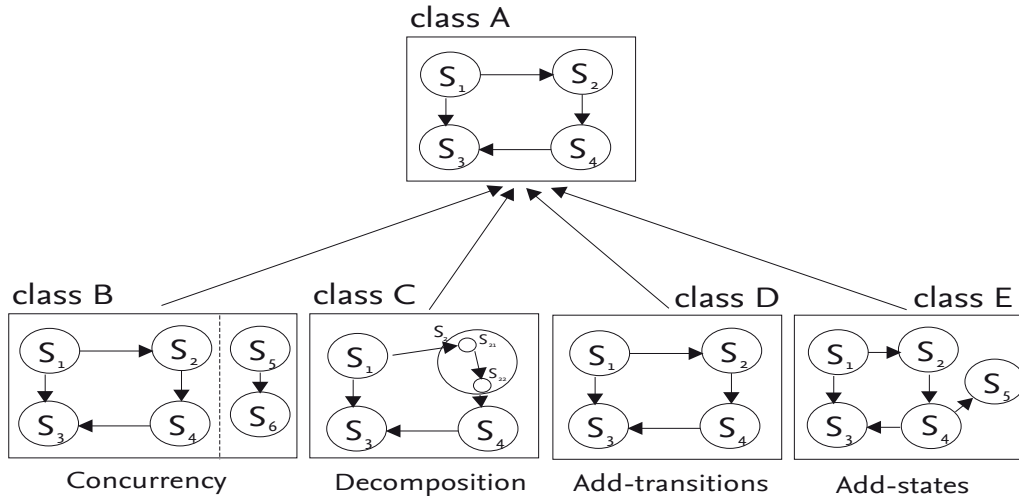 class A
S₁ S₂
S₃ S₄
class B
S₁ S₂ S₅
S₃ S₄ S₆
Concurrency
class C
S₂ S₂₁
S₁
S₂₂
S₃ S₄
Decomposition
class D
S₁ S₂
S₃ S₄
Add-transitions
class E
S₁ S₂
S₅
S₃ S₄
Add-states